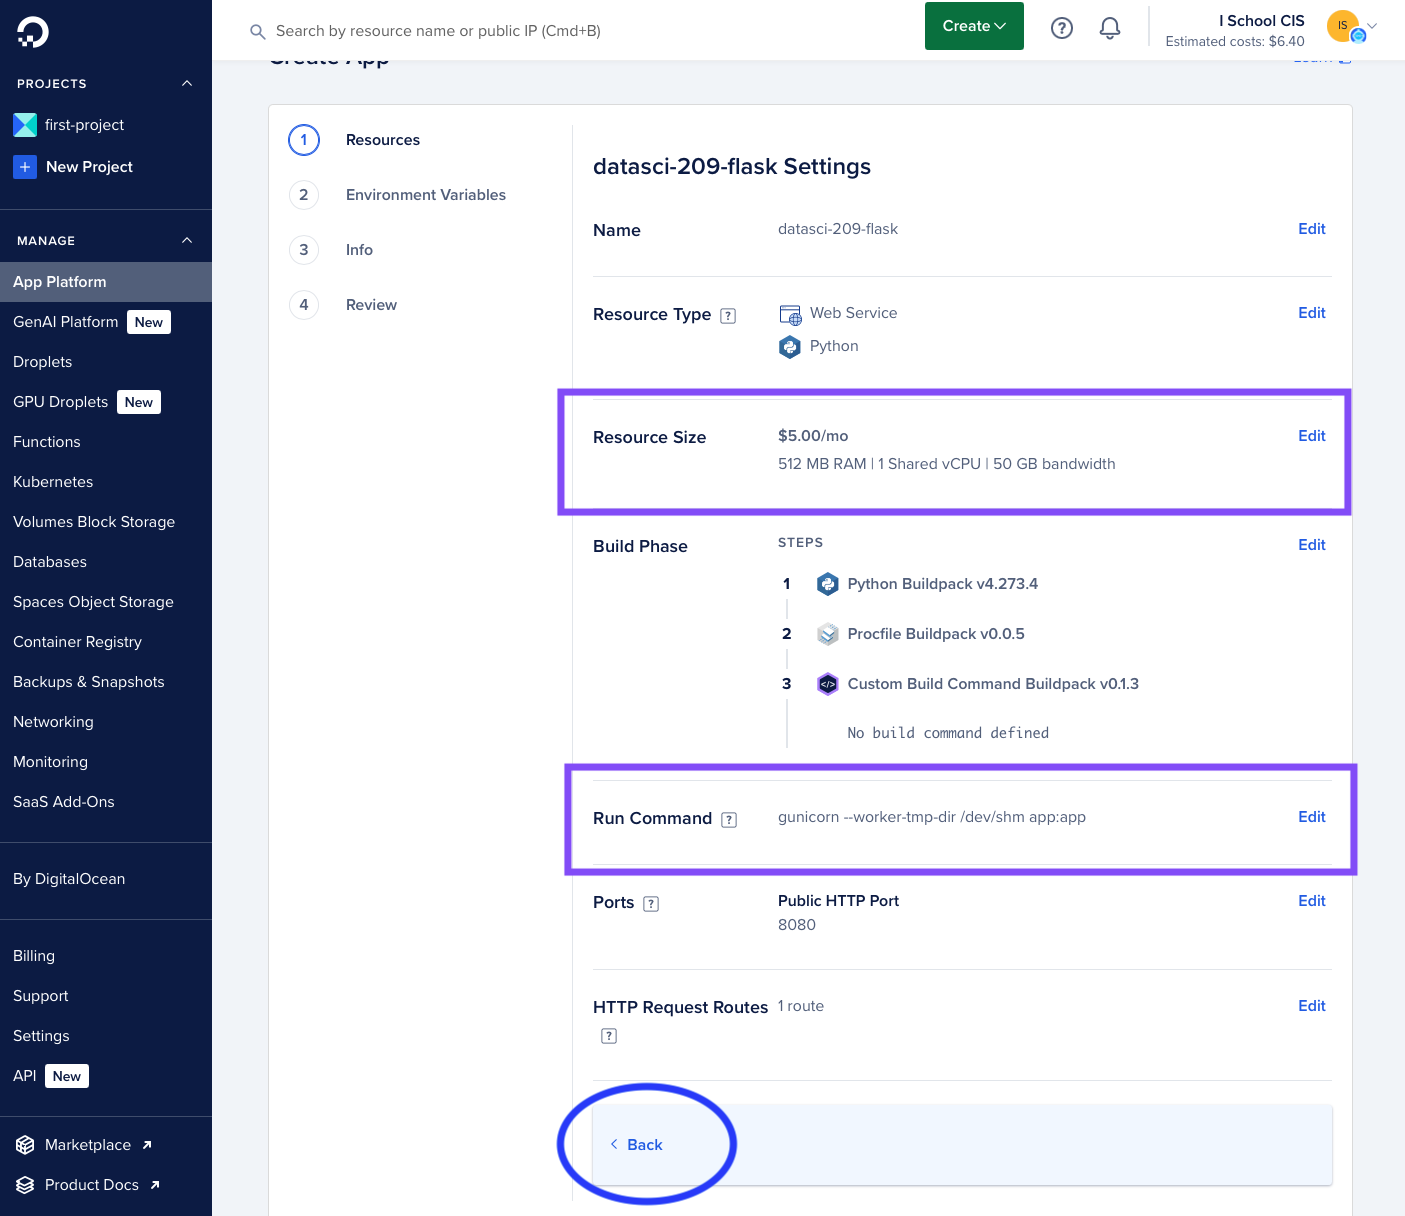 Search by resource name or public IP (Cmd+B)
Create
I School CIS
Estimated costs: $6.40
IS
PROJECTS
first-project
New Project
MANAGE
App Platform
GenAI Platform New
Droplets
GPU Droplets New
Functions
Kubernetes
Volumes Block Storage
Databases
Spaces Object Storage
Container Registry
Backups & Snapshots
Networking
Monitoring
SaaS Add-Ons
By DigitalOcean
Billing
Support
Settings
API New
Marketplace
Product Docs
Create App
Learn
1 Resources
2 Environment Variables
3 Info
4 Review
datasci-209-flask Settings
Name datasci-209-flask Edit
Resource Type ? Web Service Edit
Python
Resource Size $5.00/mo Edit
512 MB RAM | 1 Shared vCPU | 50 GB bandwidth
Build Phase STEPS Edit
1 Python Buildpack v4.273.4
2 Procfile Buildpack v0.0.5
3 Custom Build Command Buildpack v0.1.3
No build command defined
Run Command ? gunicorn --worker-tmp-dir /dev/shm app:app Edit
Ports ? Public HTTP Port Edit
8080
HTTP Request Routes 1 route Edit
?
< Back